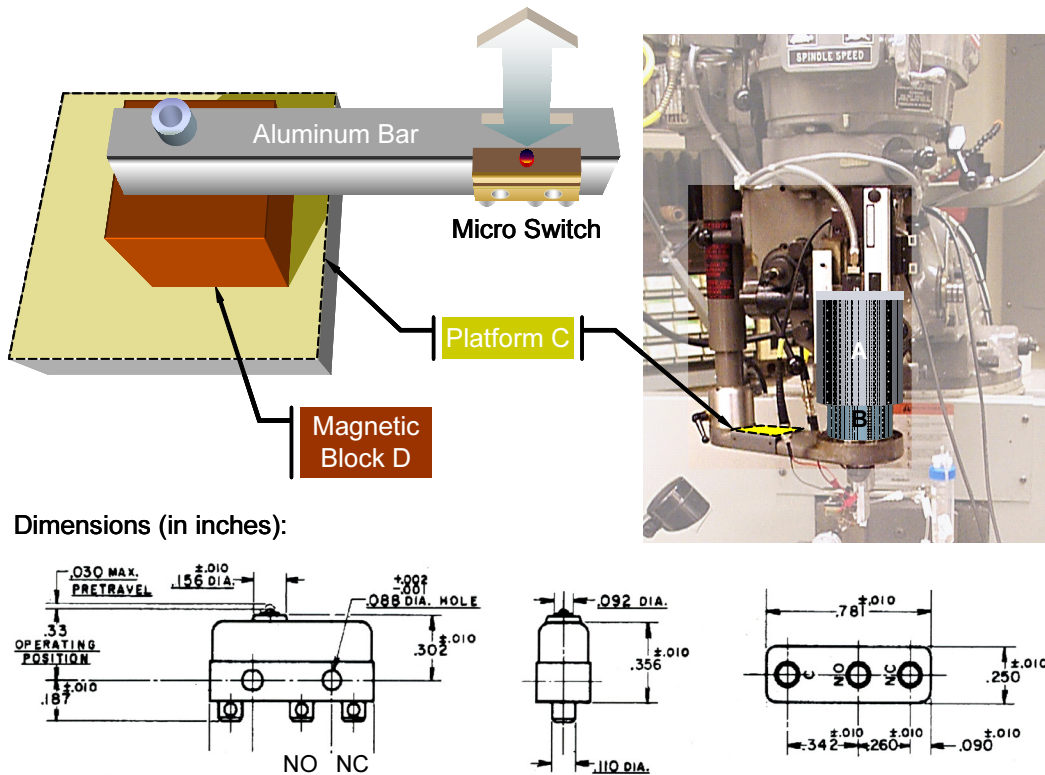 SPINDLE SPEED
Aluminum Bar
Micro Switch
Platform C
A
B
Magnetic
Block D
Dimensions (in inches):
.030 MAX.
PRETRAVEL
±.010
.156 DIA.
+.002
-.001
.088 DIA. HOLE
.33
OPERATING
POSITION
±.010
.302
±.010
.187
NO NC
.092 DIA.
±.010
.356
.110 DIA.
±.010
.781
C
N/O
N/C
±.010
.250
±.010
.342
±.010
.260
±.010
.090